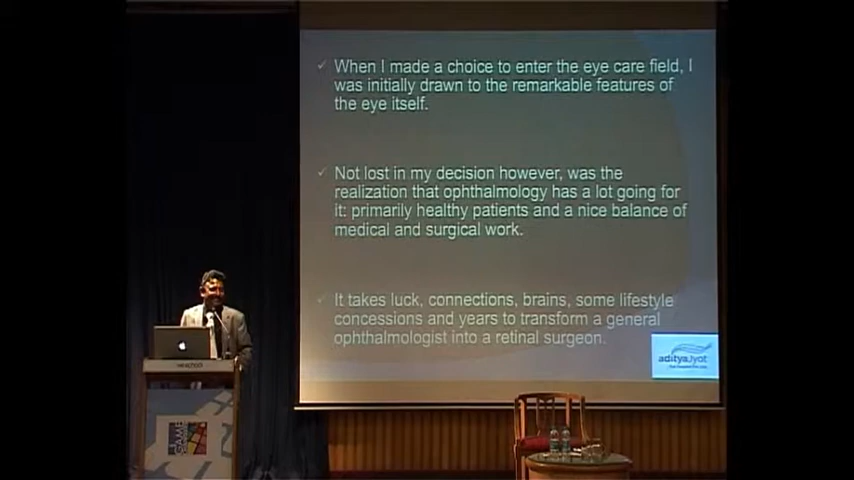 When I made a choice to enter the eye care field, I
was initially drawn to the remarkable features of
the eye itself.
Not lost in my decision however, was the
realization that ophthalmology has a lot going for
it: primarily healthy patients and a nice balance of
medical and surgical work.
It takes luck, connections, brains, some lifestyle
concessions and years to transform a general
ophthalmologist into a retinal surgeon.
adityaJyot
GAME